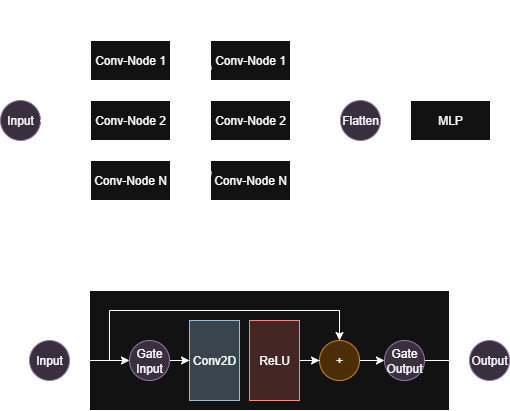 Conv-Node 1
Conv-Node 1
Input
Conv-Node 2
Conv-Node 2
Flatten
MLP
Conv-Node N
Conv-Node N
Input
Gate
Input
Conv2D
ReLU
+
Gate
Output
Output